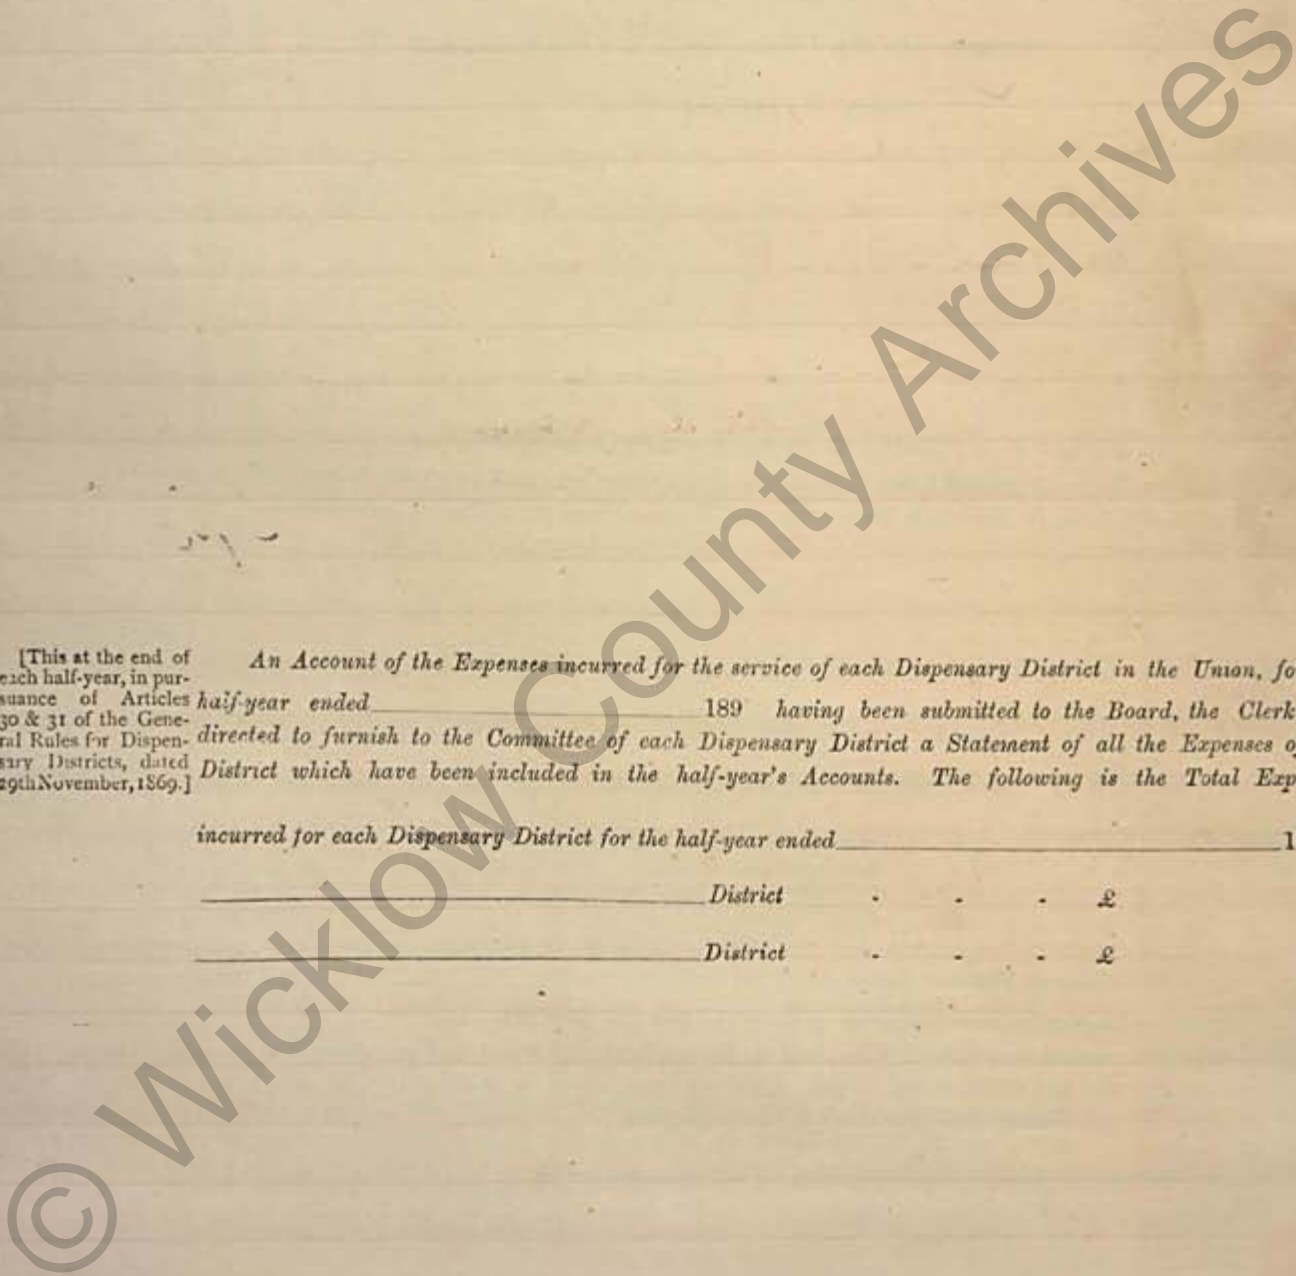 [This at the end of
each half-year, in pur-
suance of Articles
30 & 31 of the Gene-
ral Rules for Dispen-
sary Districts, dated
29th November, 1869.]
An Account of the Expenses incurred for the service of each Dispensary District in the Union, fo
half-year ended 189 having been submitted to the Board, the Clerk
directed to furnish to the Committee of each Dispensary District a Statement of all the Expenses of
District which have been included in the half-year's Accounts. The following is the Total Exp
incurred for each Dispensary District for the half-year ended 1
District - - - £
District - - - £
© Wicklow County Archives